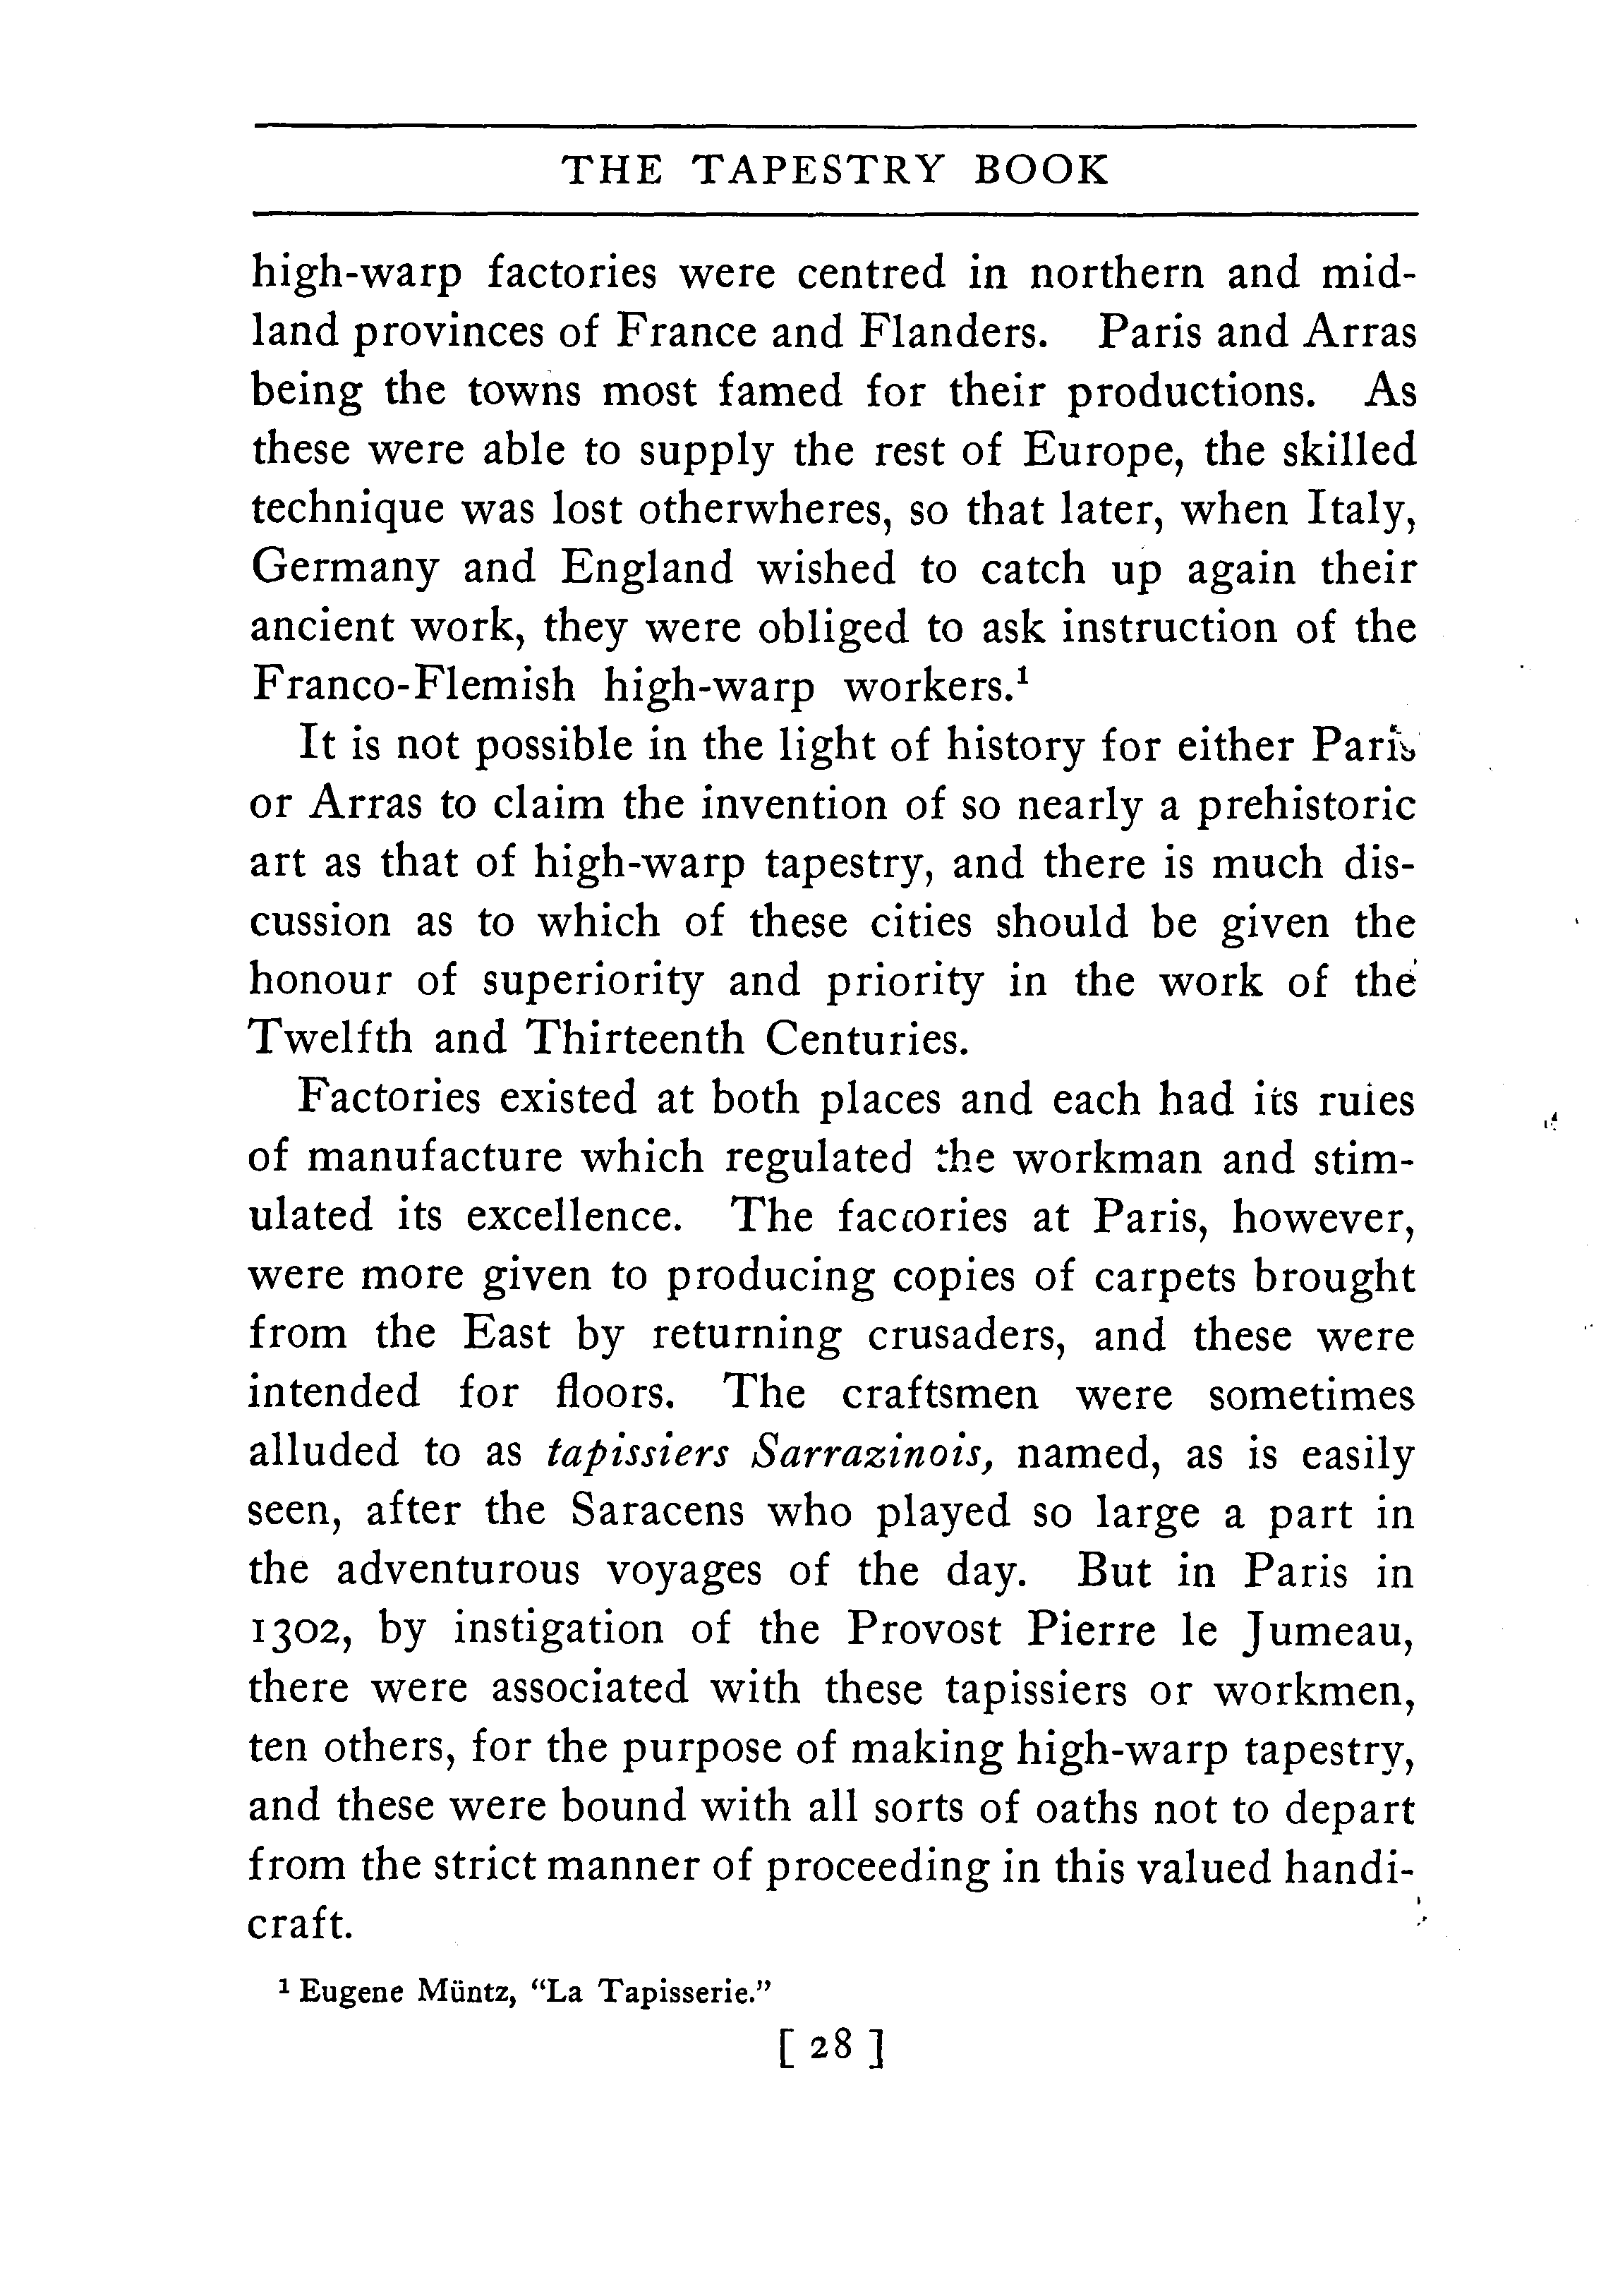 THE TAPESTRY BOOK
high-warp factories were centred in northern and mid-
land provinces of France and Flanders. Paris and Arras
being the towns most famed for their productions. As
these were able to supply the rest of Europe, the skilled
technique was lost otherwheres, so that later, when Italy,
Germany and England wished to catch up again their
ancient work, they were obliged to ask instruction of the
Franco-Flemish high-warp workers.¹
It is not possible in the light of history for either Paris
or Arras to claim the invention of so nearly a prehistoric
art as that of high-warp tapestry, and there is much dis-
cussion as to which of these cities should be given the
honour of superiority and priority in the work of the
Twelfth and Thirteenth Centuries.
Factories existed at both places and each had its rules
of manufacture which regulated the workman and stim-
ulated its excellence. The factories at Paris, however,
were more given to producing copies of carpets brought
from the East by returning crusaders, and these were
intended for floors. The craftsmen were sometimes
alluded to as tapissiers Sarrazinois, named, as is easily
seen, after the Saracens who played so large a part in
the adventurous voyages of the day. But in Paris in
1302, by instigation of the Provost Pierre le Jumeau,
there were associated with these tapissiers or workmen,
ten others, for the purpose of making high-warp tapestry,
and these were bound with all sorts of oaths not to depart
from the strict manner of proceeding in this valued handi-
craft.
¹ Eugene Müntz, “La Tapisserie.”
[ 28 ]